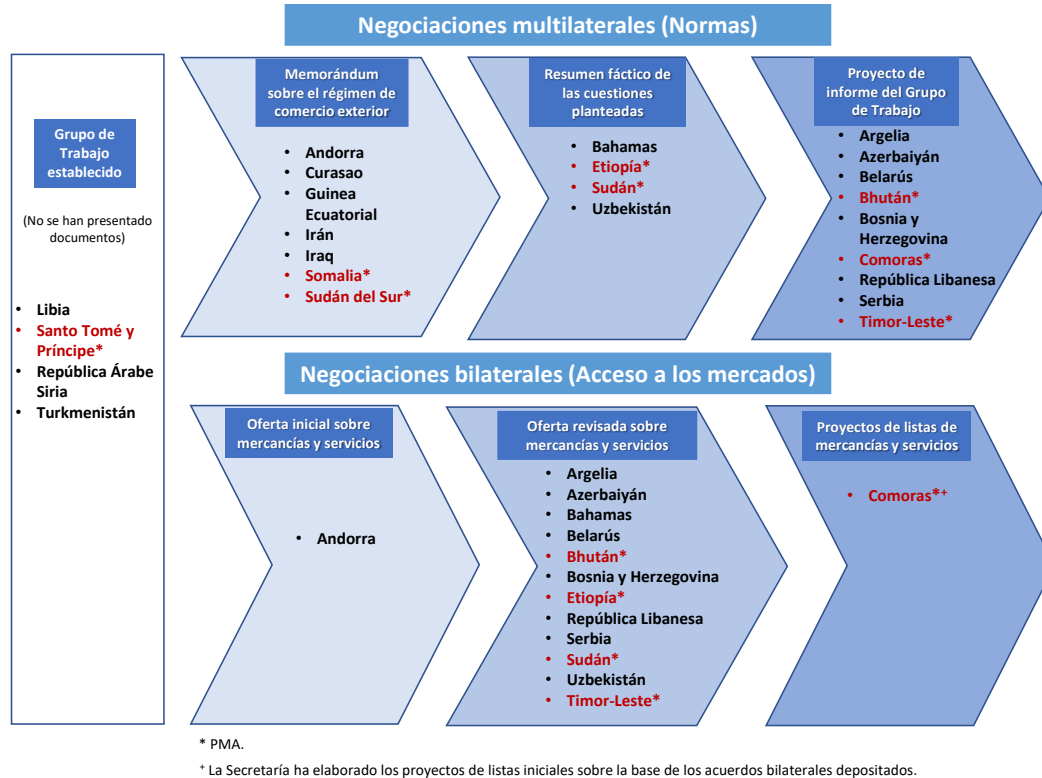 Negociaciones multilaterales (Normas)
Grupo de
Trabajo
establecido
(No se han presentado
documentos)
• Libia
• Santo Tomé y
Príncipe*
• República Árabe
Siria
• Turkmenistán
Memorándum
sobre el régimen de
comercio exterior
• Andorra
• Curasao
• Guinea
Ecuatorial
• Irán
• Iraq
• Somalia*
• Sudán del Sur*
Resumen fáctico de
las cuestiones
planteadas
• Bahamas
• Etiopía*
• Sudán*
• Uzbekistán
Proyecto de
informe del Grupo
de Trabajo
• Argelia
• Azerbaiyán
• Belarús
• Bhután*
• Bosnia y
Herzegovina
• Comoras*
• República Libanesa
• Serbia
• Timor-Leste*
Negociaciones bilaterales (Acceso a los mercados)
Oferta inicial sobre
mercancías y servicios
• Andorra
Oferta revisada sobre
mercancías y servicios
• Argelia
• Azerbaiyán
• Bahamas
• Belarús
• Bhután*
• Bosnia y Herzegovina
• Etiopía*
• República Libanesa
• Serbia
• Sudán*
• Uzbekistán
• Timor-Leste*
Proyectos de listas de
mercancías y servicios
• Comoras*⁺
* PMA.
⁺ La Secretaría ha elaborado los proyectos de listas iniciales sobre la base de los acuerdos bilaterales depositados.